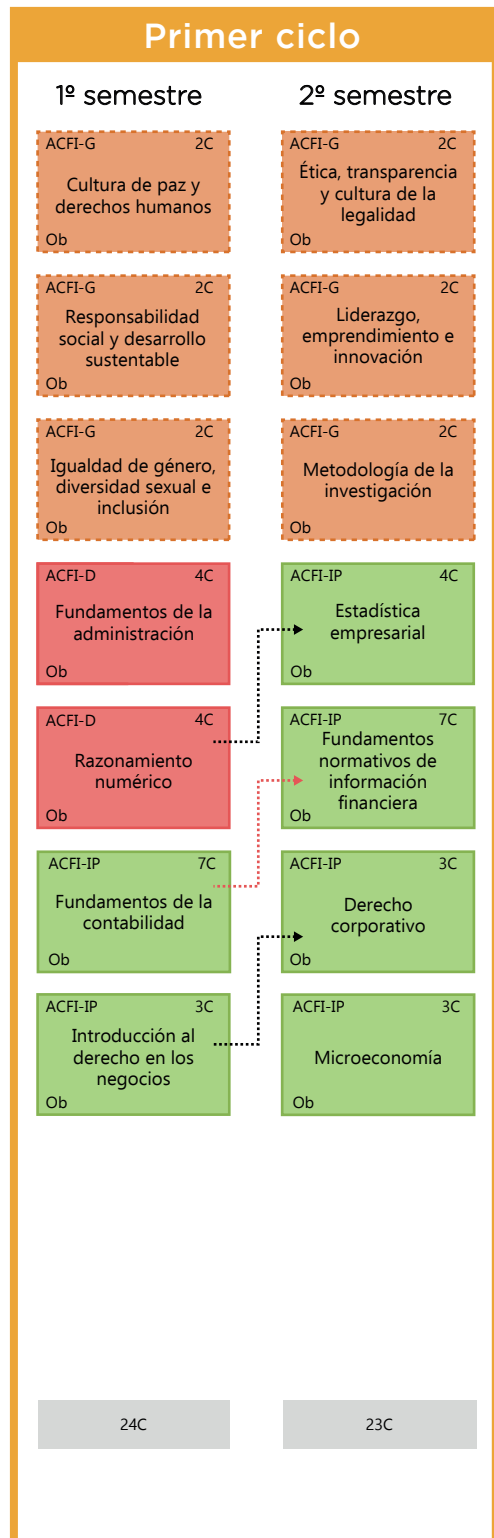 Primer ciclo
1º semestre
2º semestre
ACFI-G 2C
Cultura de paz y
derechos humanos
Ob
ACFI-G 2C
Ética, transparencia
y cultura de la
legalidad
Ob
ACFI-G 2C
Responsabilidad
social y desarrollo
sustentable
Ob
ACFI-G 2C
Liderazgo,
emprendimiento e
innovación
Ob
ACFI-G 2C
Igualdad de género,
diversidad sexual e
inclusión
Ob
ACFI-G 2C
Metodología de la
investigación
Ob
ACFI-D 4C
Fundamentos de la
administración
Ob
ACFI-IP 4C
Estadística
empresarial
Ob
ACFI-D 4C
Razonamiento
numérico
Ob
ACFI-IP 7C
Fundamentos
normativos de
información
financiera
Ob
ACFI-IP 7C
Fundamentos de la
contabilidad
Ob
ACFI-IP 3C
Derecho
corporativo
Ob
ACFI-IP 3C
Introducción al
derecho en los
negocios
Ob
ACFI-IP 3C
Microeconomía
Ob
24C
23C